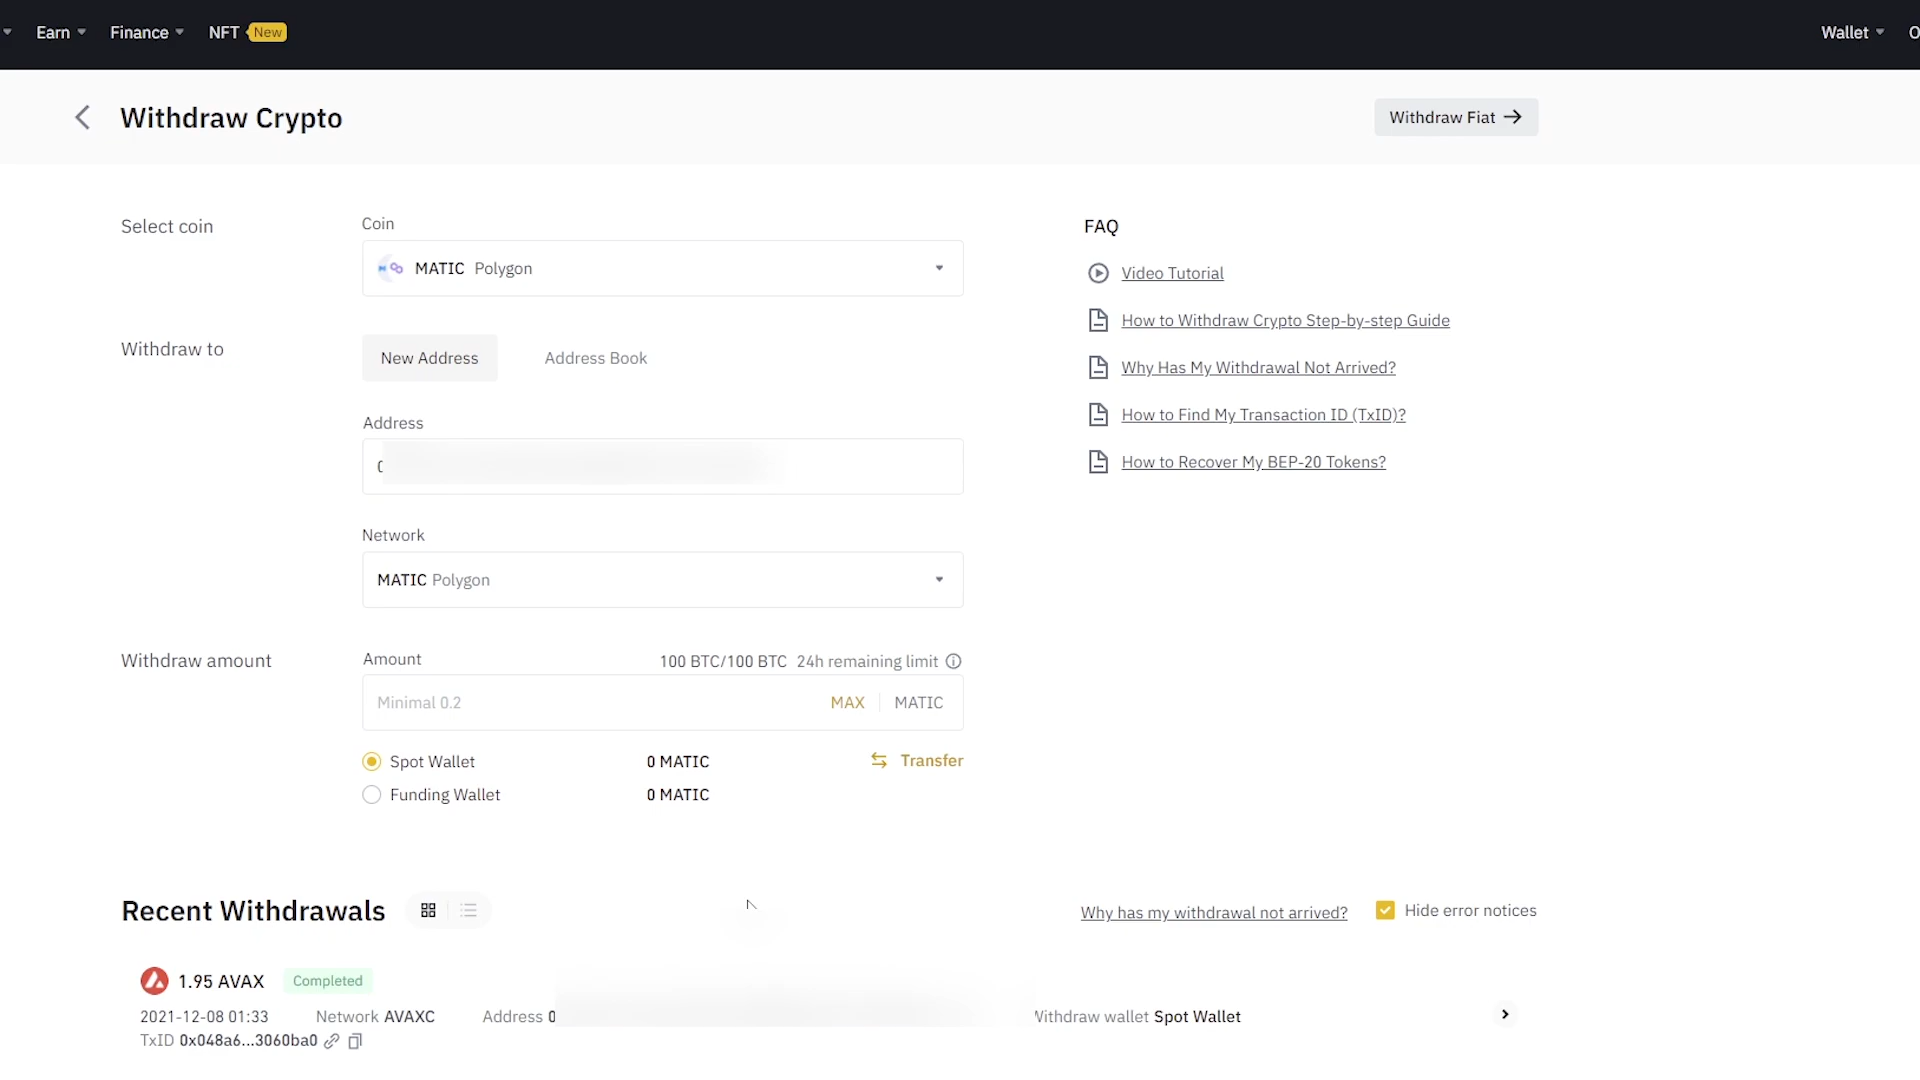 Earn Finance NFT New Wallet
Withdraw Crypto Withdraw Fiat
Select coin Coin
MATIC Polygon
Withdraw to
New Address Address Book
Address
Network
MATIC Polygon
Withdraw amount Amount 100 BTC/100 BTC 24h remaining limit
Minimal 0.2 MAX MATIC
Spot Wallet 0 MATIC Transfer
Funding Wallet 0 MATIC
FAQ
Video Tutorial
How to Withdraw Crypto Step-by-step Guide
Why Has My Withdrawal Not Arrived?
How to Find My Transaction ID (TxID)?
How to Recover My BEP-20 Tokens?
Recent Withdrawals Why has my withdrawal not arrived? Hide error notices
1.95 AVAX Completed
2021-12-08 01:33 Network AVAXC Address 0 Withdraw wallet Spot Wallet
TxID 0x048a6...3060ba0